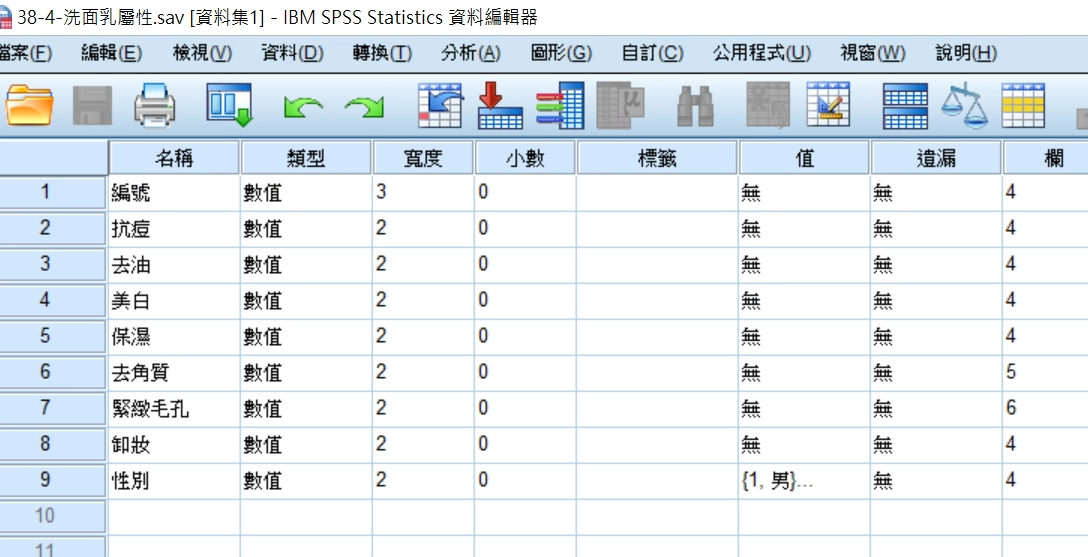 38-4-洗面乳屬性.sav [資料集1] - IBM SPSS Statistics 資料編輯器
檔案(F) 編輯(E) 檢視(V) 資料(D) 轉換(T) 分析(A) 圖形(G) 自訂(C) 公用程式(U) 視窗(W) 說明(H)
名稱 類型 寬度 小數 標籤 值 遺漏 欄
1 編號 數值 3 0 無 無 4
2 抗痘 數值 2 0 無 無 4
3 去油 數值 2 0 無 無 4
4 美白 數值 2 0 無 無 4
5 保濕 數值 2 0 無 無 4
6 去角質 數值 2 0 無 無 5
7 緊緻毛孔 數值 2 0 無 無 6
8 卸妝 數值 2 0 無 無 4
9 性別 數值 2 0 {1, 男}... 無 4
10
11